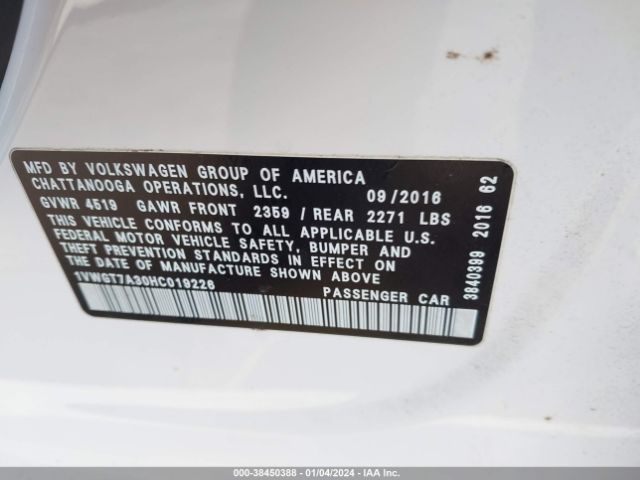 MFD BY VOLKSWAGEN GROUP OF AMERICA
CHATTANOOGA OPERATIONS, LLC. 09/2016
GVWR 4519 GAWR FRONT 2359 / REAR 2271 LBS
THIS VEHICLE CONFORMS TO ALL APPLICABLE U.S.
FEDERAL MOTOR VEHICLE SAFETY, BUMPER AND
THEFT PREVENTION STANDARDS IN EFFECT ON
THE DATE OF MANUFACTURE SHOWN ABOVE
1VWGT7A30HC019226 PASSENGER CAR
3840399 2016 62
000-38450388 - 01/04/2024 - IAA Inc.